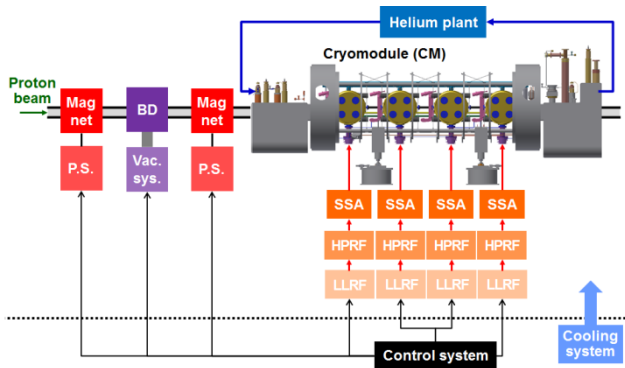 Helium plant
Cryomodule (CM)
Proton
beam
Mag
net
BD
Mag
net
P.S.
Vac.
sys.
P.S.
SSA
SSA
SSA
SSA
HPRF
HPRF
HPRF
HPRF
LLRF
LLRF
LLRF
LLRF
Cooling
system
Control system